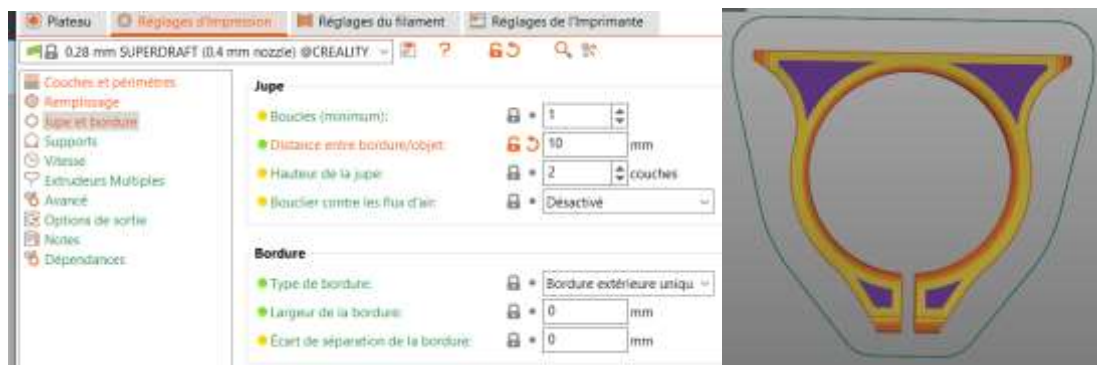 Plateau Réglages d'Impression Réglages du filament Réglages de l'Imprimante
0.28 mm SUPERDRAFT (0.4 mm nozzle) @CREALITY
Couches et périmètres
Remplissage
Jupe et bordure
Supports
Vitesse
Extrudeurs Multiples
Avancé
Options de sortie
Notes
Dépendances
Jupe
Boucles (minimum): 1
Distance entre bordure/objet: 10 mm
Hauteur de la jupe: 2 couches
Bouclier contre les flux d'air: Désactivé
Bordure
Type de bordure: Bordure extérieure uniqu
Largeur de la bordure: 0 mm
Écart de séparation de la bordure: 0 mm